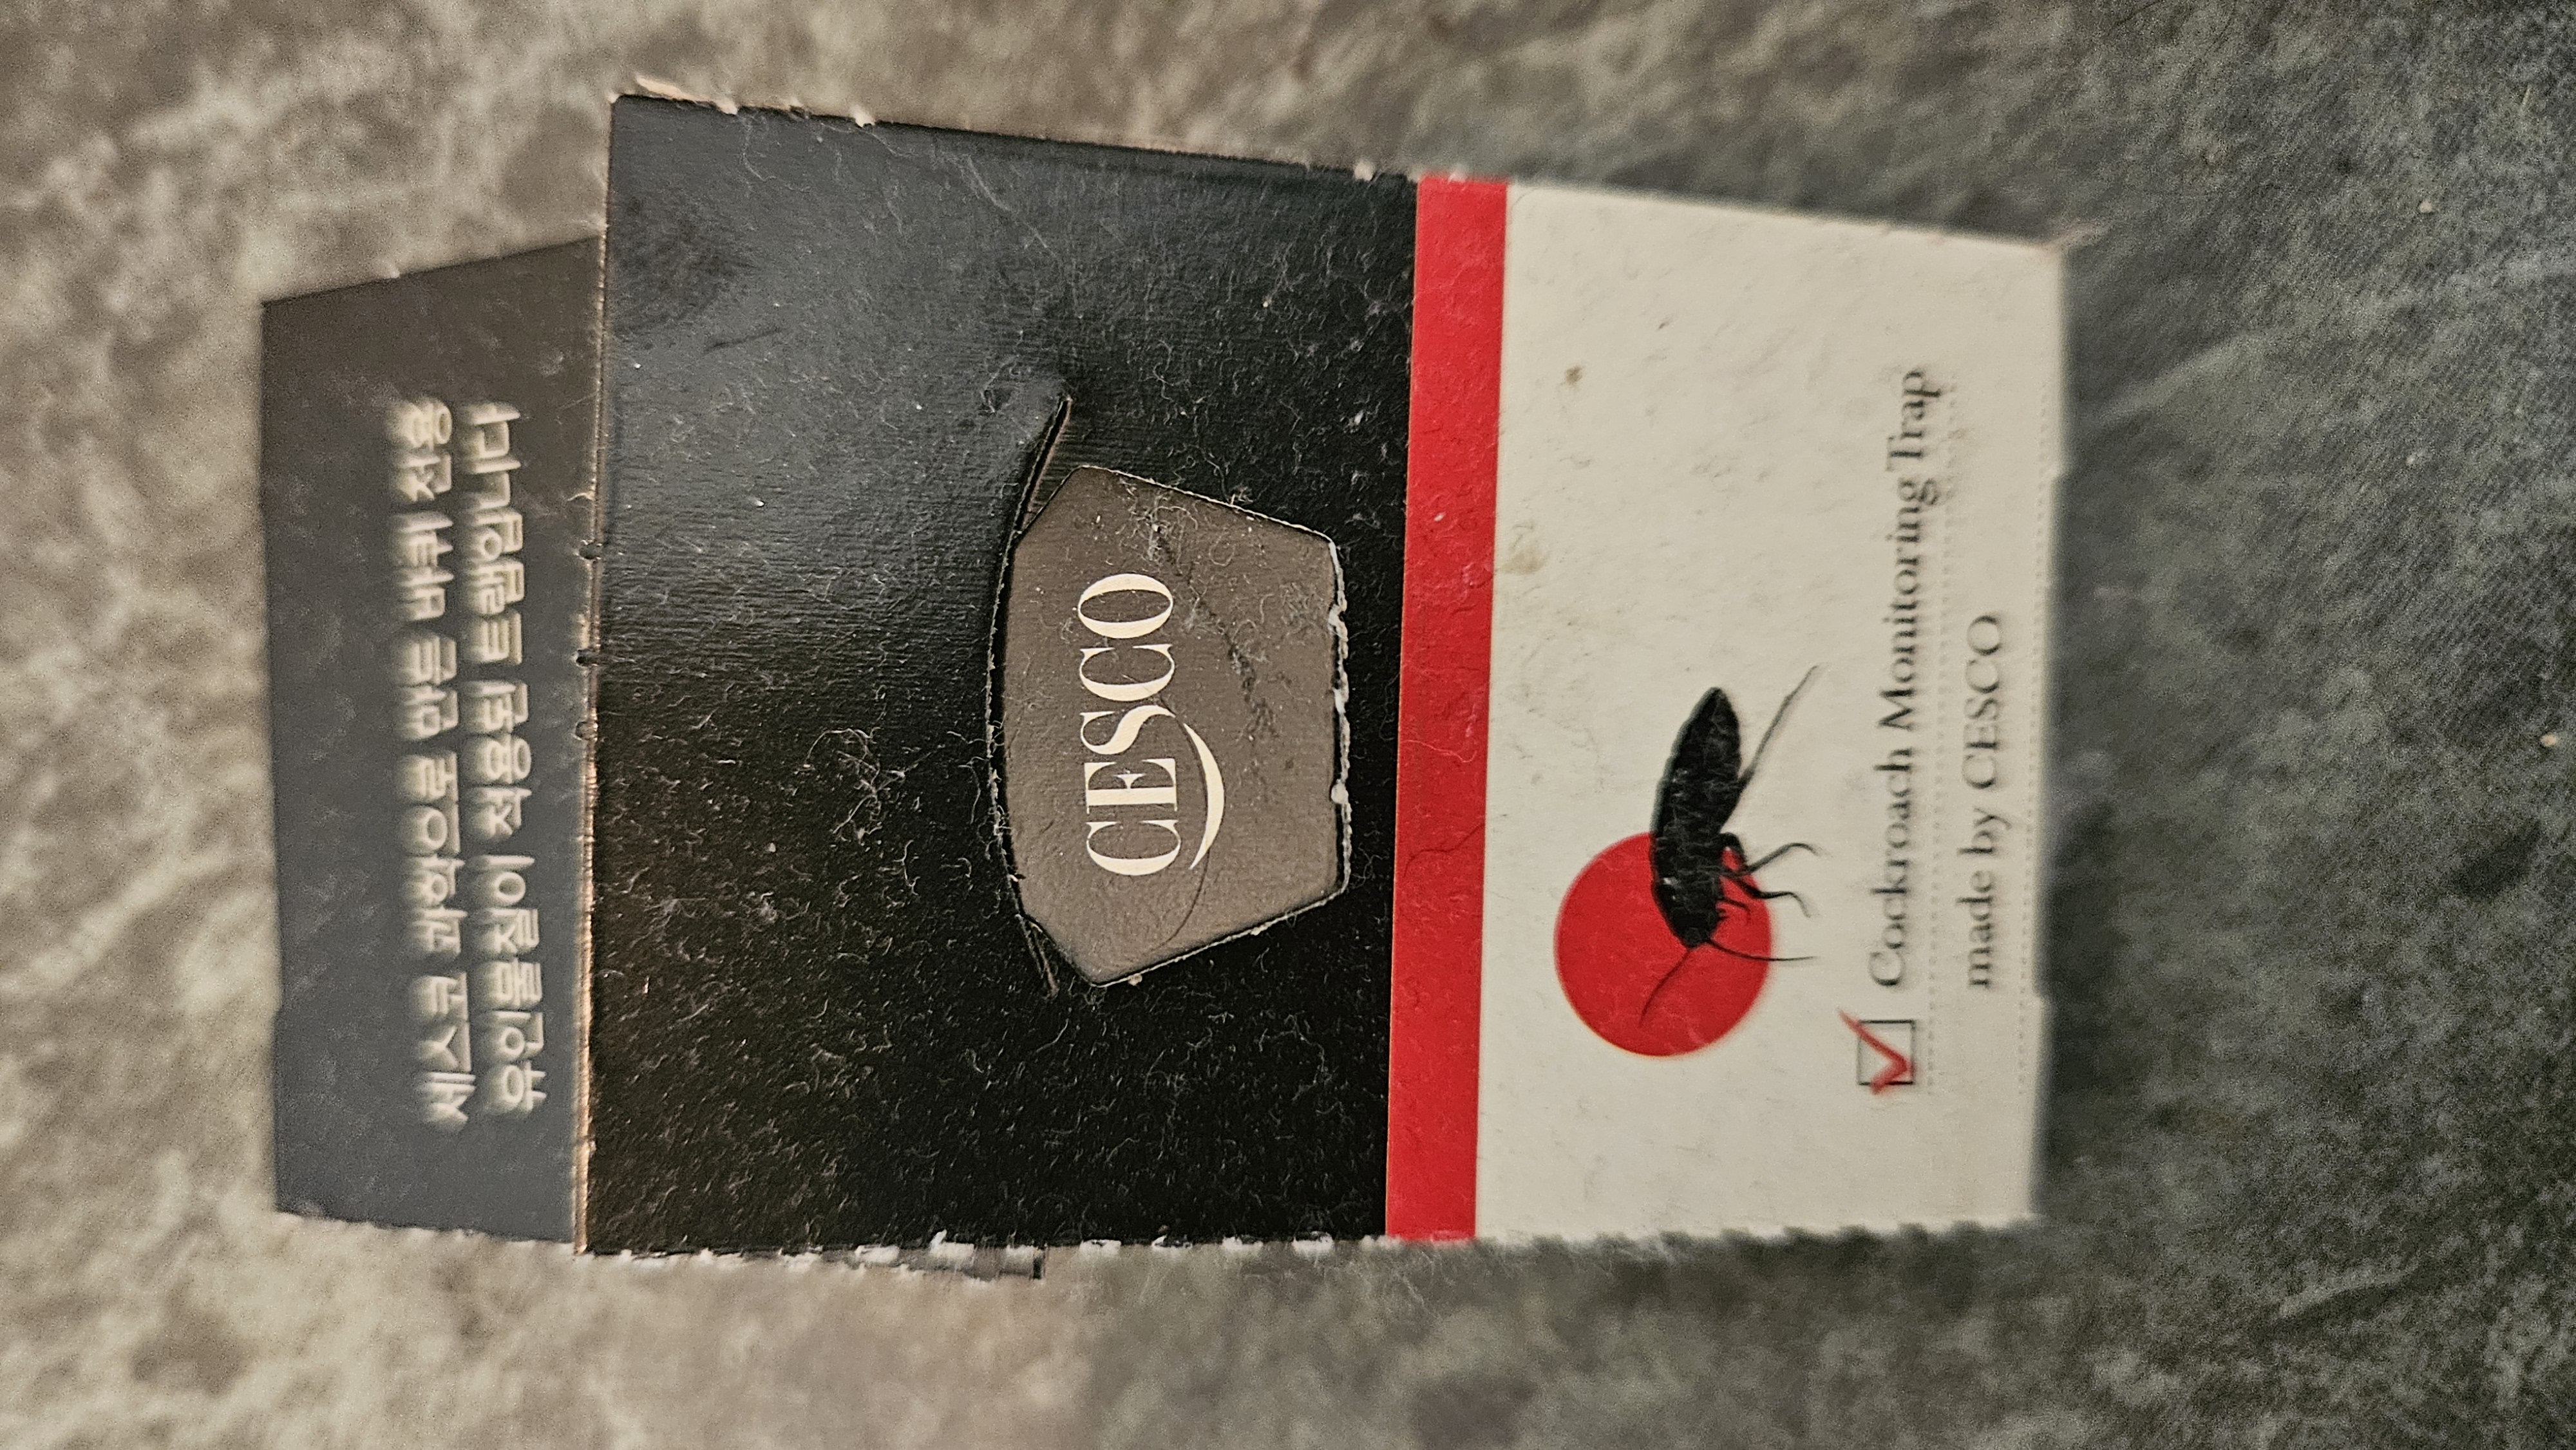 세스코 과학으로 만든 바퀴 전용
유인물질이 적용된 트랩입니다
CESCO
Cockroach Monitoring Trap
made by CESCO